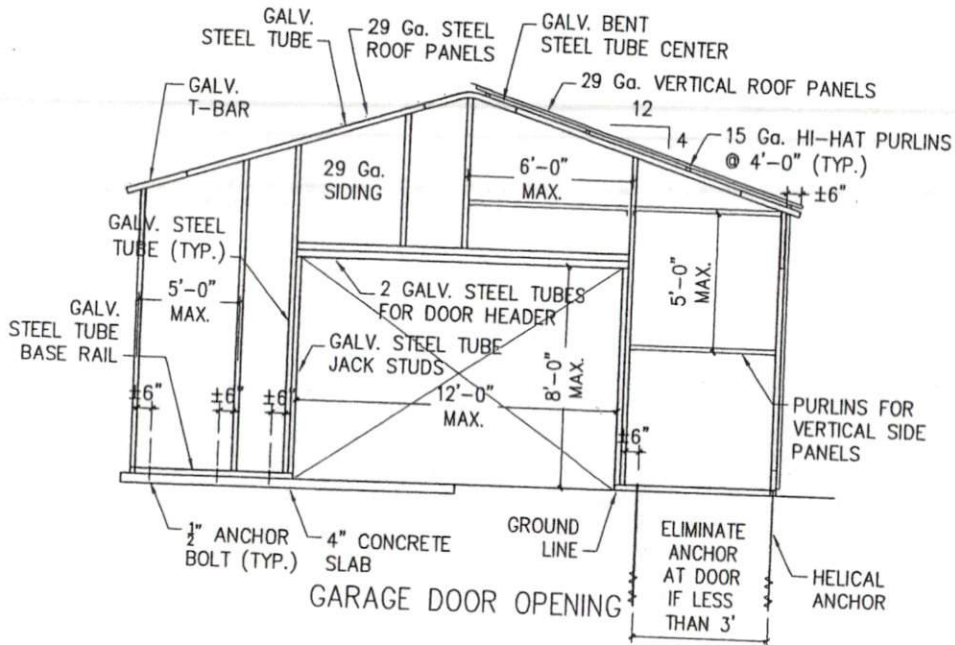 GALV.
STEEL TUBE
29 Ga. STEEL
ROOF PANELS
GALV. BENT
STEEL TUBE CENTER
29 Ga. VERTICAL ROOF PANELS
GALV.
T-BAR
12
4
15 Ga. HI-HAT PURLINS
@ 4'-0" (TYP.)
±6"
29 Ga.
SIDING
6'-0"
MAX.
GALV. STEEL
TUBE (TYP.)
5'-0"
MAX.
2 GALV. STEEL TUBES
FOR DOOR HEADER
5'-0"
MAX.
GALV.
STEEL TUBE
BASE RAIL
GALV. STEEL TUBE
JACK STUDS
8'-0"
MAX.
12'-0"
MAX.
±6"
±6"
±6"
±6"
PURLINS FOR
VERTICAL SIDE
PANELS
½" ANCHOR
BOLT (TYP.)
4" CONCRETE
SLAB
GROUND
LINE
ELIMINATE
ANCHOR
AT DOOR
IF LESS
THAN 3'
HELICAL
ANCHOR
GARAGE DOOR OPENING